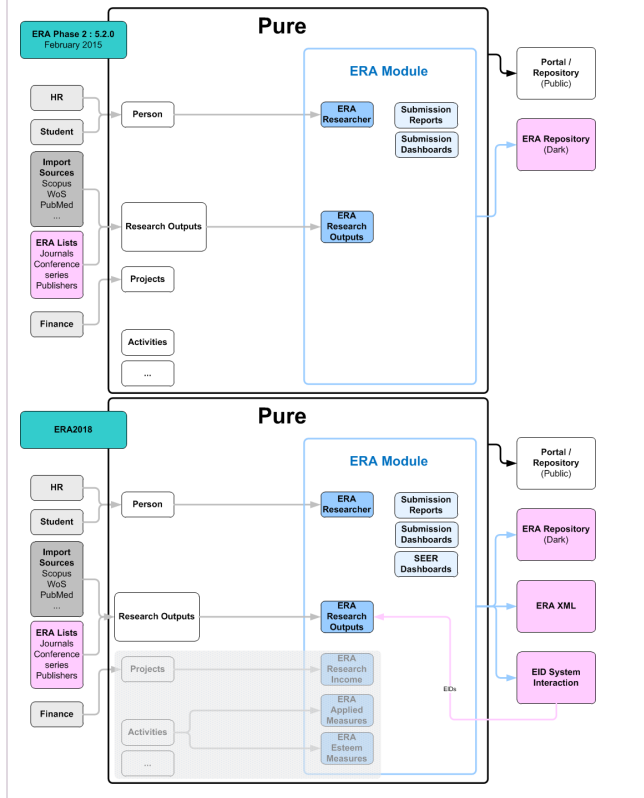 Pure
ERA Phase 2 : 5.2.0
February 2015
ERA Module
Portal /
Repository
(Public)
HR
Student
Person
ERA
Researcher
Submission
Reports
Submission
Dashboards
ERA Repository
(Dark)
Import
Sources
Scopus
WoS
PubMed
...
Research Outputs
ERA
Research
Outputs
ERA Lists
Journals
Conference
series
Publishers
Projects
Finance
Activities
...
Pure
ERA2018
ERA Module
Portal /
Repository
(Public)
HR
Student
Person
ERA
Researcher
Submission
Reports
Submission
Dashboards
SEER
Dashboards
ERA Repository
(Dark)
Import
Sources
Scopus
WoS
PubMed
...
Research Outputs
ERA
Research
Outputs
ERA XML
ERA Lists
Journals
Conference
series
Publishers
Projects
ERA
Research
Income
EIDs
EID System
Interaction
Finance
Activities
ERA
Applied
Measures
ERA
Esteem
Measures
...